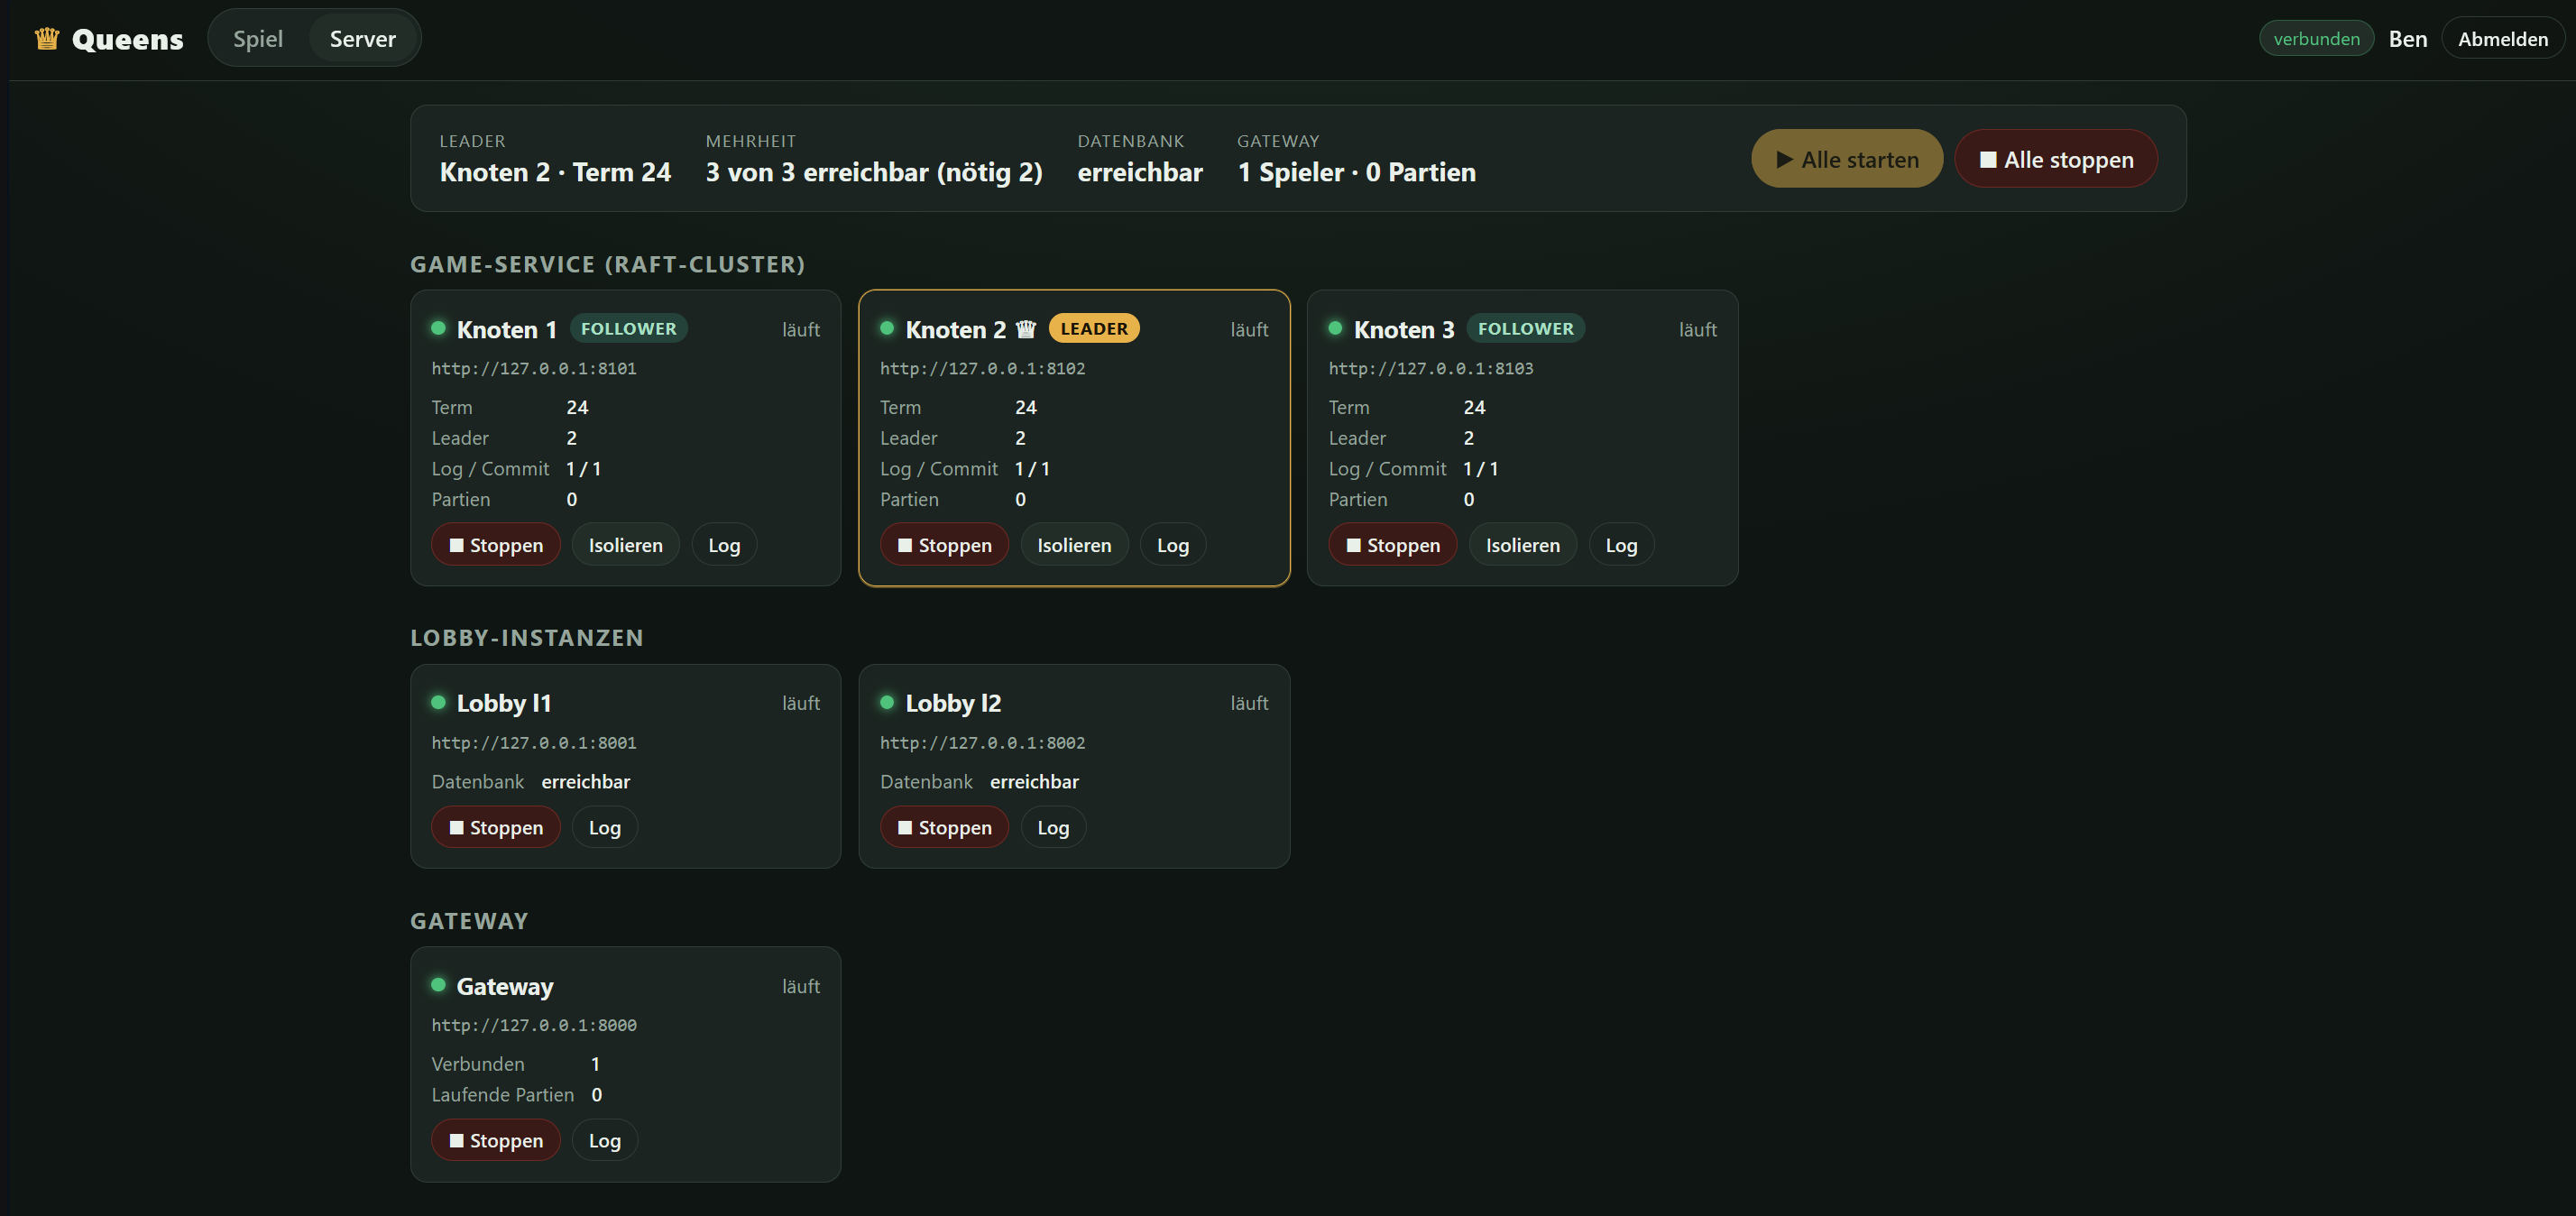 ♛ Queens Spiel Server verbunden Ben Abmelden
LEADER MEHRHEIT DATENBANK GATEWAY
Knoten 2 · Term 24 3 von 3 erreichbar (nötig 2) erreichbar 1 Spieler · 0 Partien ▶ Alle starten ■ Alle stoppen
GAME-SERVICE (RAFT-CLUSTER)
Knoten 1 FOLLOWER läuft
http://127.0.0.1:8101
Term 24
Leader 2
Log / Commit 1 / 1
Partien 0
■ Stoppen Isolieren Log
Knoten 2 ♛ LEADER läuft
http://127.0.0.1:8102
Term 24
Leader 2
Log / Commit 1 / 1
Partien 0
■ Stoppen Isolieren Log
Knoten 3 FOLLOWER läuft
http://127.0.0.1:8103
Term 24
Leader 2
Log / Commit 1 / 1
Partien 0
■ Stoppen Isolieren Log
LOBBY-INSTANZEN
Lobby l1 läuft
http://127.0.0.1:8001
Datenbank erreichbar
■ Stoppen Log
Lobby l2 läuft
http://127.0.0.1:8002
Datenbank erreichbar
■ Stoppen Log
GATEWAY
Gateway läuft
http://127.0.0.1:8000
Verbunden 1
Laufende Partien 0
■ Stoppen Log